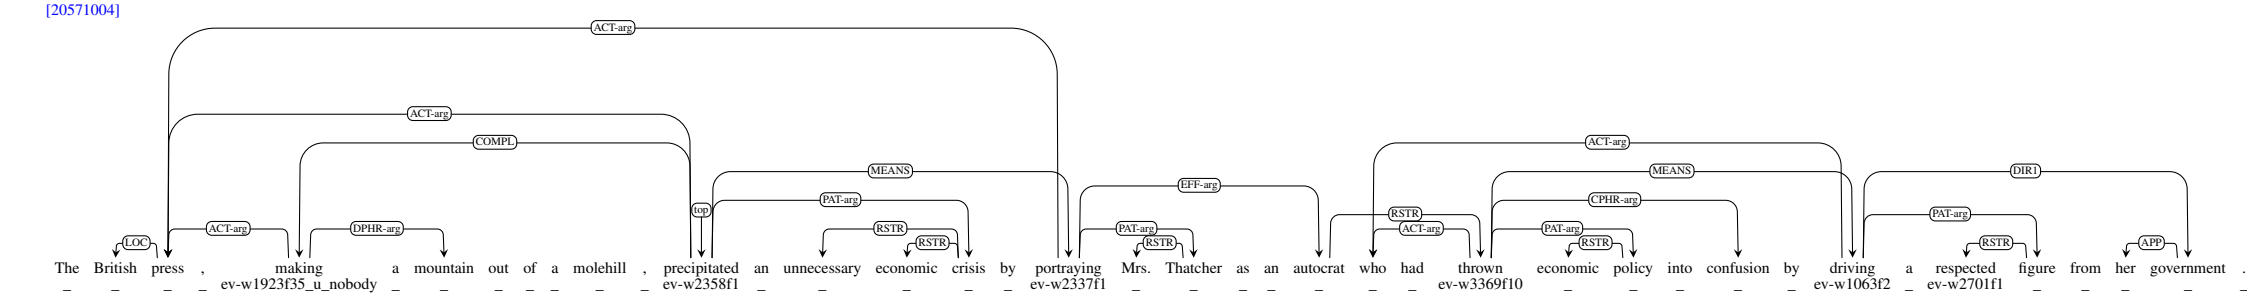 [20571004]
ACT-arg
ACT-arg
COMPL ACT-arg
MEANS MEANS DIR1
EFF-arg
PAT-arg CPHR-arg
top RSTR PAT-arg
ACT-arg DPHR-arg RSTR PAT-arg ACT-arg PAT-arg
LOC RSTR RSTR RSTR RSTR APP
The British press , making a mountain out of a molehill , precipitated an unnecessary economic crisis by portraying Mrs. Thatcher as an autocrat who had thrown economic policy into confusion by driving a respected figure from her government .
_ _ _ _ ev-w1923f35_u_nobody _ _ _ _ _ _ _ ev-w2358f1 _ _ _ _ _ ev-w2337f1 _ _ _ _ _ _ _ ev-w3369f10 _ _ _ _ _ ev-w1063f2 _ ev-w2701f1 _ _ _ _ _